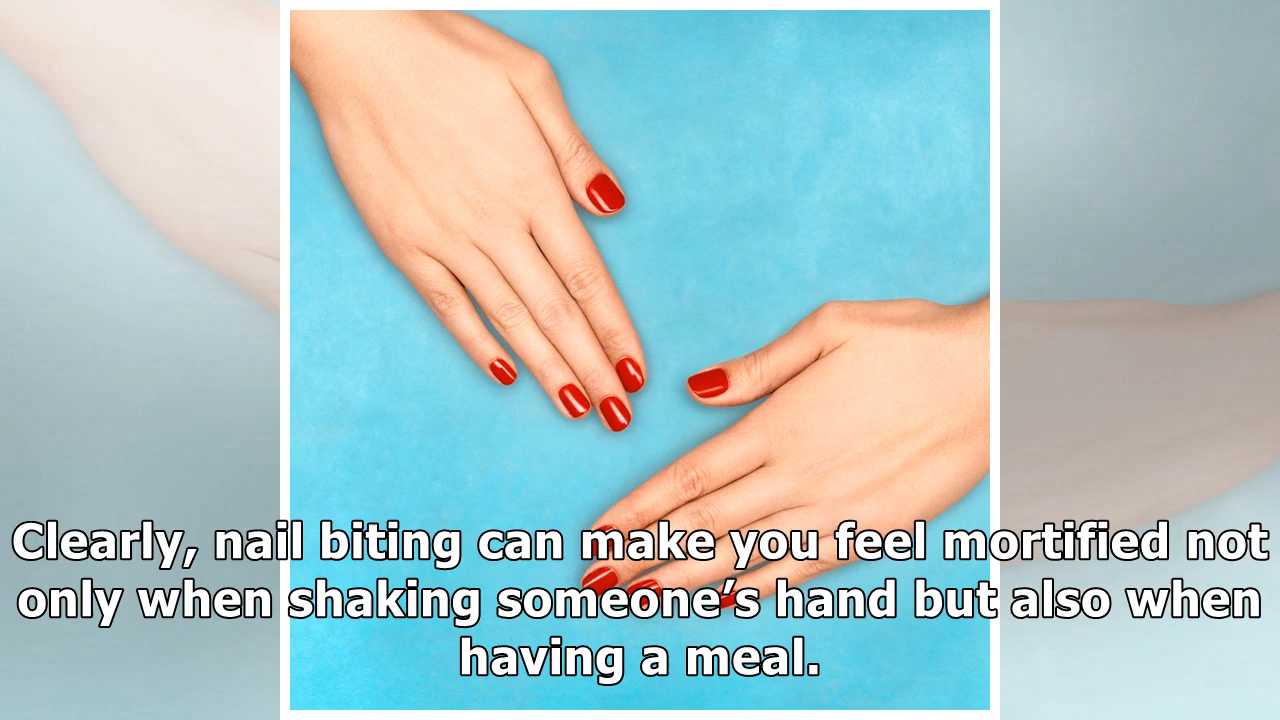 Clearly, nail biting can make you feel mortified not
only when shaking someone’s hand but also when
having a meal.